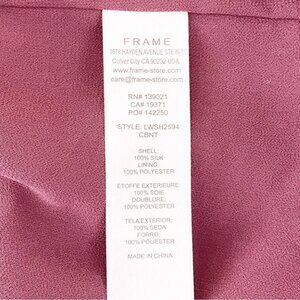 FRAME
3578 HAYDEN AVENUE STE B-1
Culver City CA 90232 USA.
www.frame-store.com
care@frame-store.com
RN# 139021
CA# 19371
PO# 142250
STYLE: LWSH2594
CBNT
SHELL:
100% SILK
LINING:
100% POLYESTER
ETOFFE EXTERIEURE:
100% SOIE
DOUBLURE:
100% POLYESTER
TELA EXTERIOR:
100% SEDA
FORRO:
100% POLIESTER
MADE IN CHINA